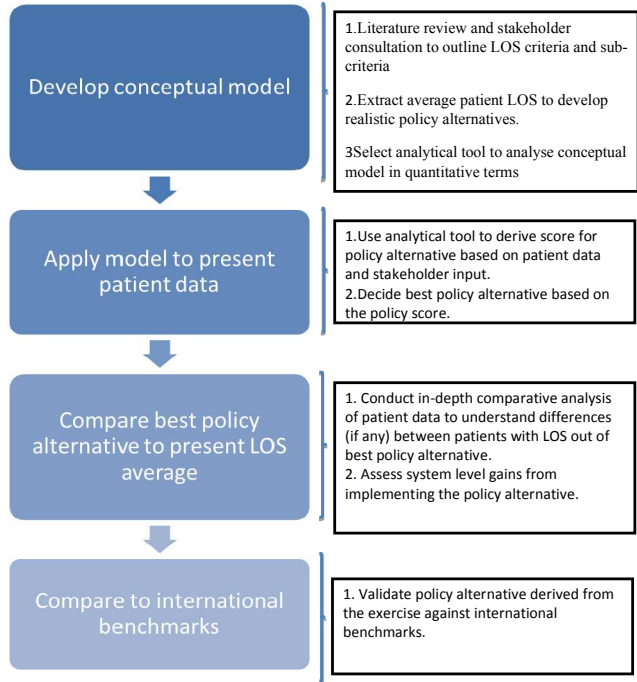 Develop conceptual model
1.Literature review and stakeholder
consultation to outline LOS criteria and sub-
criteria
2.Extract average patient LOS to develop
realistic policy alternatives.
3Select analytical tool to analyse conceptual
model in quantitative terms
Apply model to present
patient data
1.Use analytical tool to derive score for
policy alternative based on patient data
and stakeholder input.
2.Decide best policy alternative based on
the policy score.
Compare best policy
alternative to present LOS
average
1. Conduct in-depth comparative analysis
of patient data to understand differences
(if any) between patients with LOS out of
best policy alternative.
2. Assess system level gains from
implementing the policy alternative.
Compare to international
benchmarks
1. Validate policy alternative derived from
the exercise against international
benchmarks.